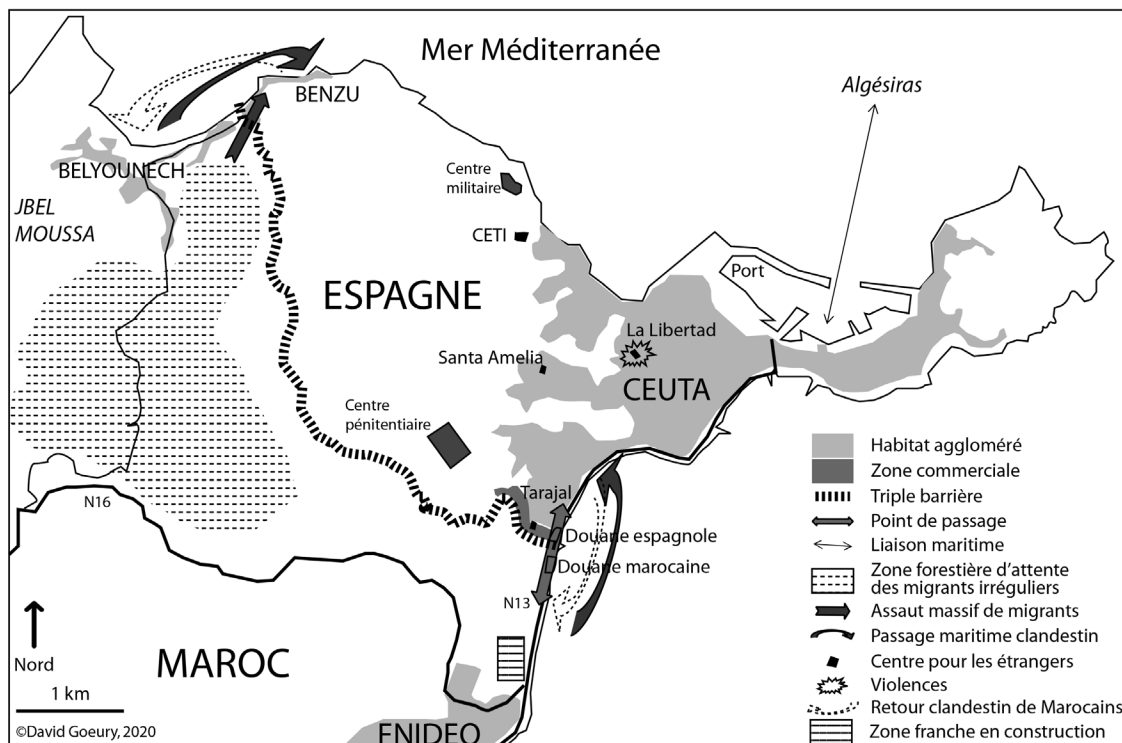 Mer Méditerranée
Algésiras
BENZU
BELYOUNECH
Centre
militaire
JBEL
MOUSSA
CETI
Port
ESPAGNE
La Libertad
Santa Amelia
CEUTA
Centre
pénitentiaire
Tarajal
N16
Douane espagnole
Douane marocaine
N13
Nord
MAROC
1 km
FNIDEQ
©David Goeury, 2020
Habitat aggloméré
Zone commerciale
Triple barrière
Point de passage
Liaison maritime
Zone forestière d'attente
des migrants irréguliers
Assaut massif de migrants
Passage maritime clandestin
Centre pour les étrangers
Violences
Retour clandestin de Marocains
Zone franche en construction